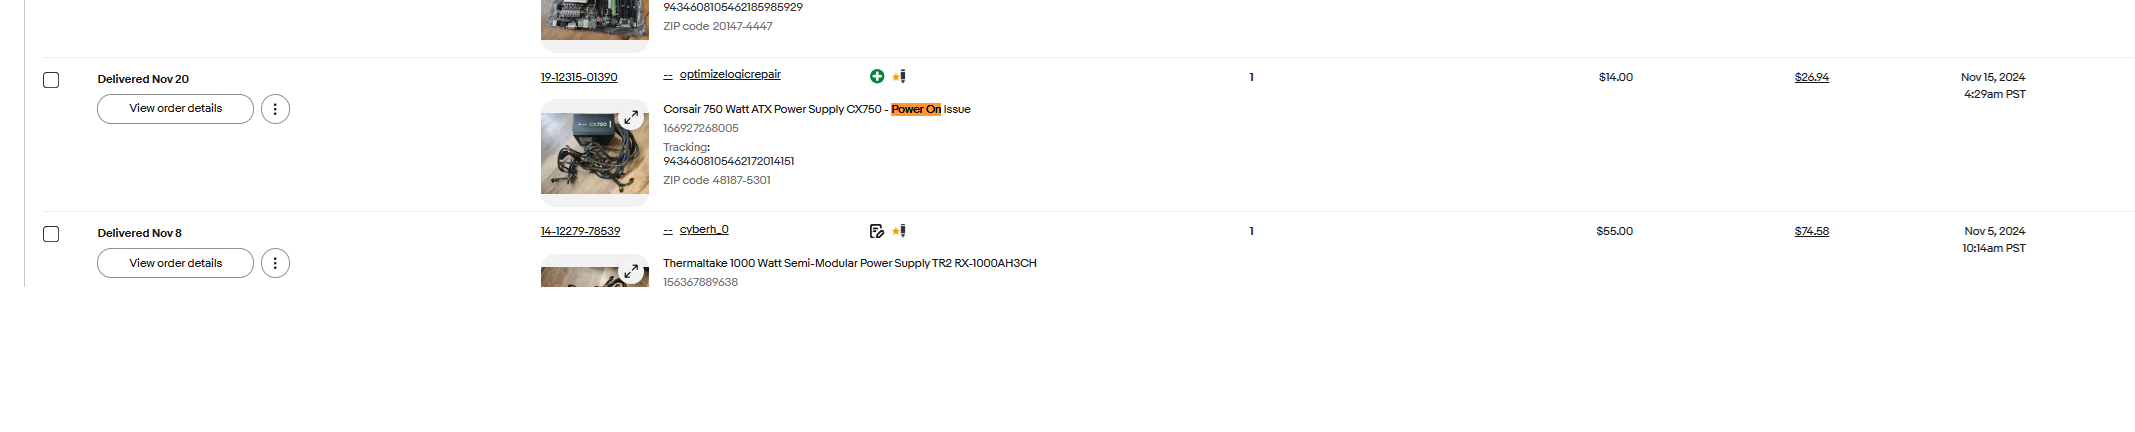 9434608105462185985929
ZIP code 20147-4447
Delivered Nov 20
19-12315-01390
-- optimizelogicrepair
1
$14.00
$26.94
Nov 15, 2024
4:29am PST
View order details
Corsair 750 Watt ATX Power Supply CX750 - Power On Issue
166927268005
Tracking:
9434608105462172014151
ZIP code 48187-5301
CX750
Delivered Nov 8
14-12279-78539
-- cyberh_0
1
$55.00
$74.58
Nov 5, 2024
10:14am PST
View order details
Thermaltake 1000 Watt Semi-Modular Power Supply TR2 RX-1000AH3CH
156367889638